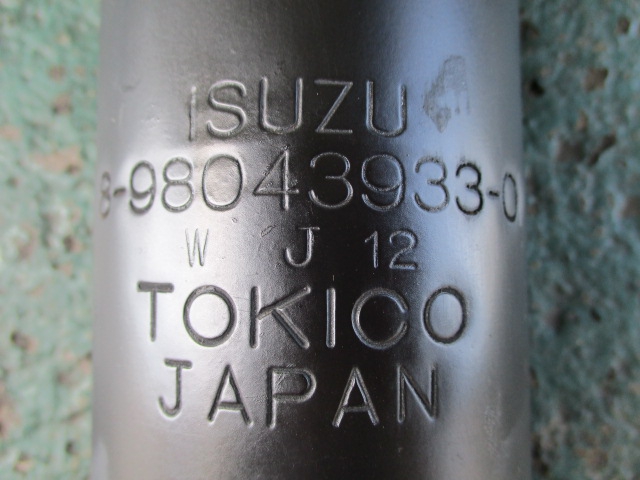 ISUZU
8-98043933-0
W J 12
TOKICO
JAPAN